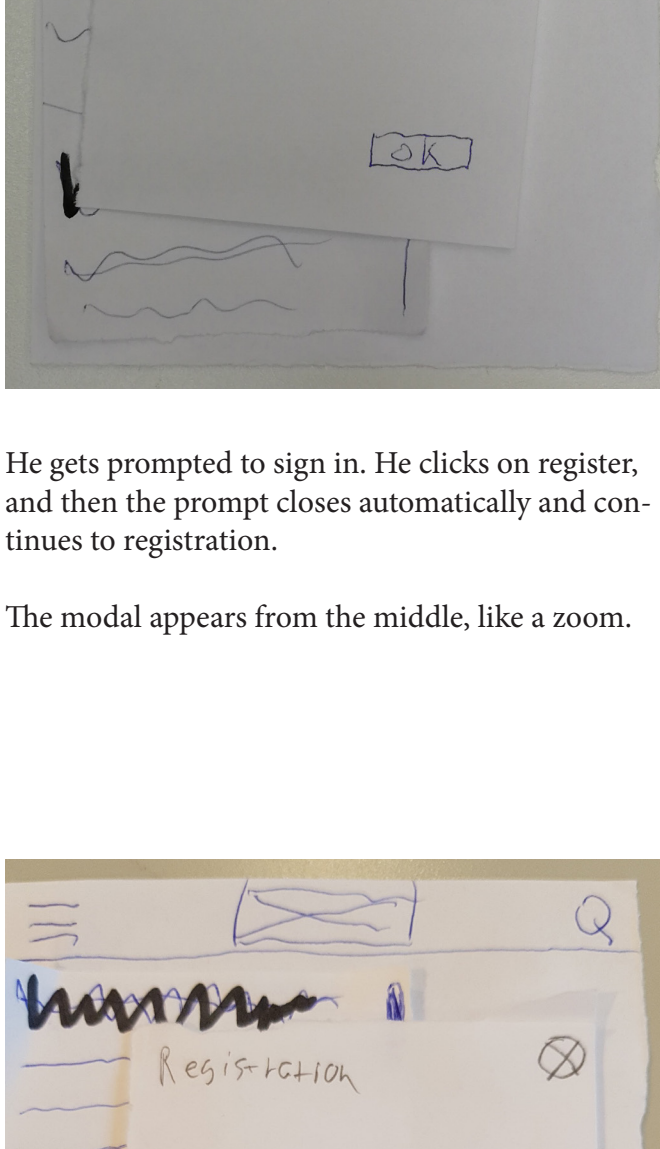 OK
He gets prompted to sign in. He clicks on register,
and then the prompt closes automatically and con-
tinues to registration.
The modal appears from the middle, like a zoom.
Registration